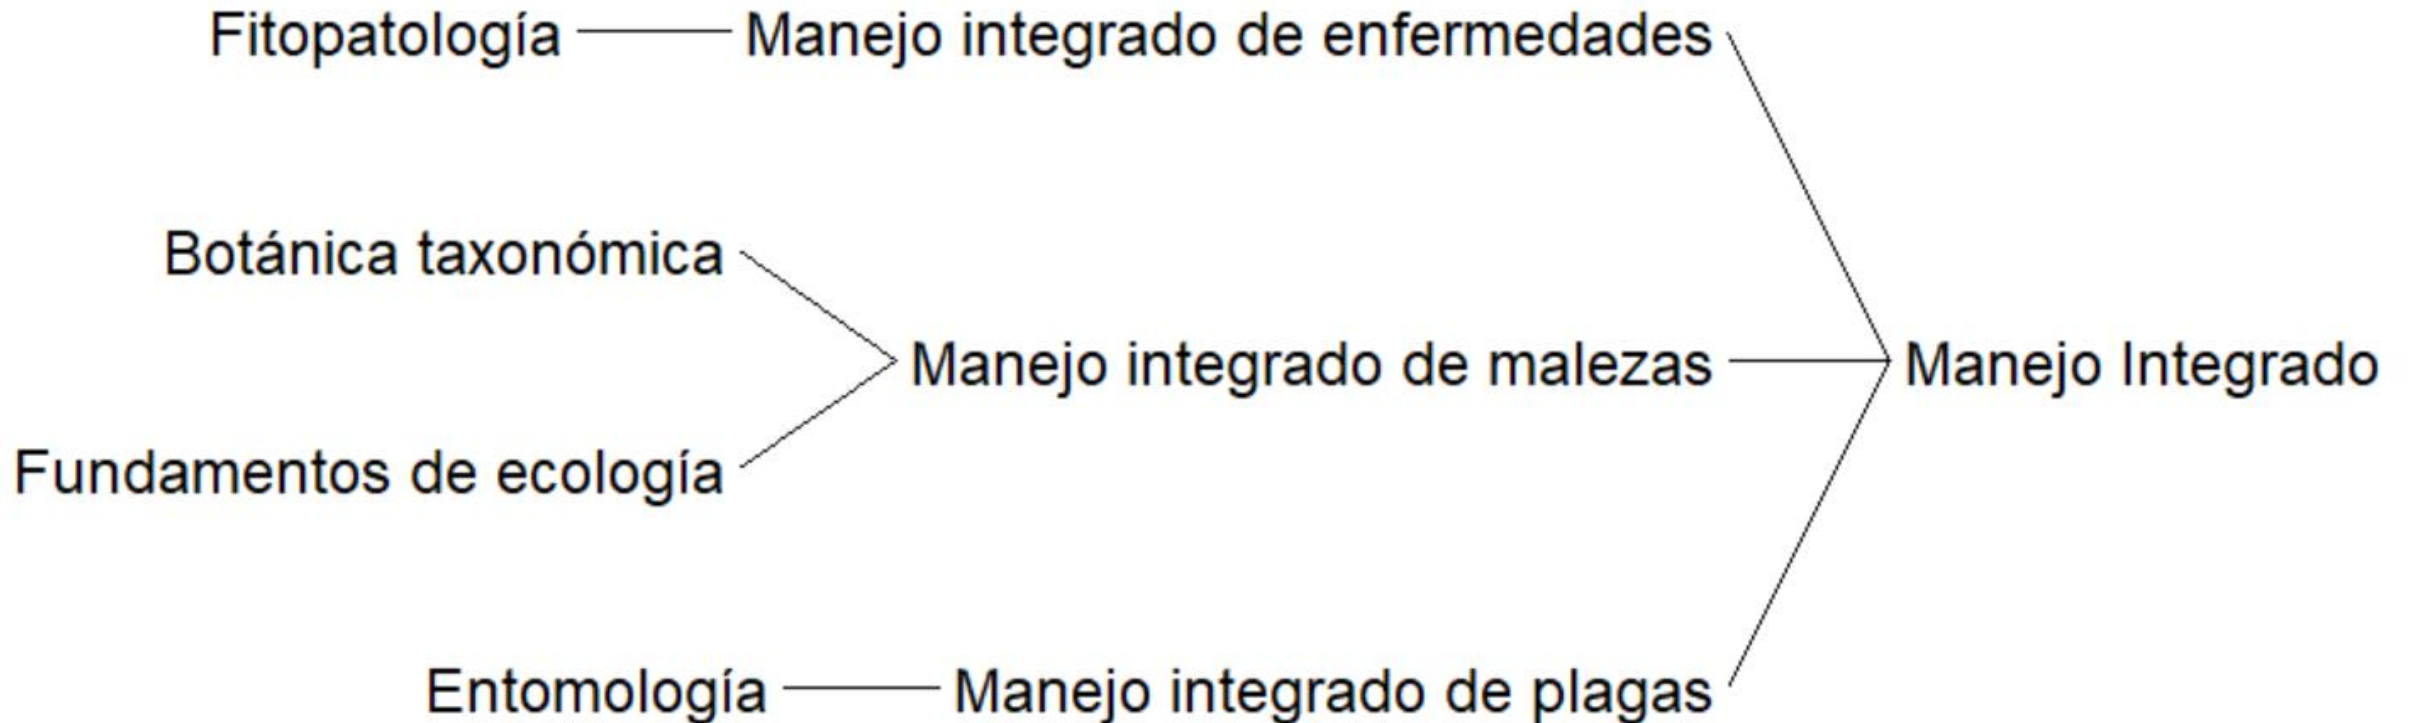 Fitopatología
Manejo integrado de enfermedades
Botánica taxonómica
Manejo integrado de malezas
Manejo Integrado
Fundamentos de ecología
Entomología
Manejo integrado de plagas